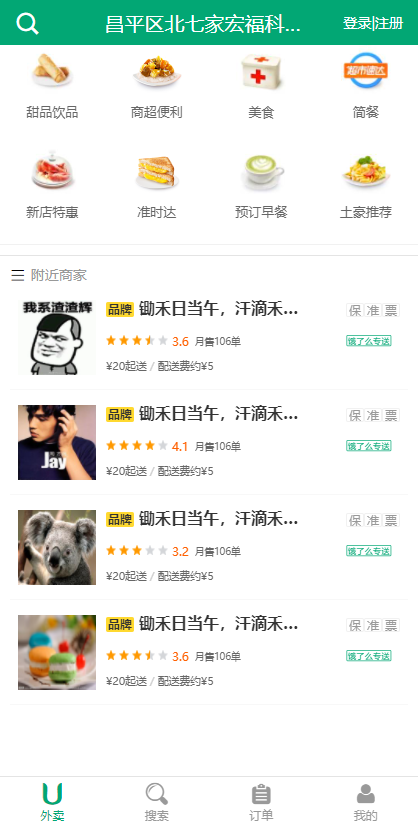 昌平区北七家宏福科...
登录|注册
甜品饮品
商超便利
美食
简餐
超市速达
新店特惠
准时达
预订早餐
土豪推荐
附近商家
我系渣渣辉
品牌 锄禾日当午，汗滴禾...
保 准 票
3.6 月售106单
饿了么专送
¥20起送 / 配送费约¥5
Jay
品牌 锄禾日当午，汗滴禾...
保 准 票
4.1 月售106单
饿了么专送
¥20起送 / 配送费约¥5
品牌 锄禾日当午，汗滴禾...
保 准 票
3.2 月售106单
饿了么专送
¥20起送 / 配送费约¥5
品牌 锄禾日当午，汗滴禾...
保 准 票
3.6 月售106单
饿了么专送
¥20起送 / 配送费约¥5
外卖
搜索
订单
我的